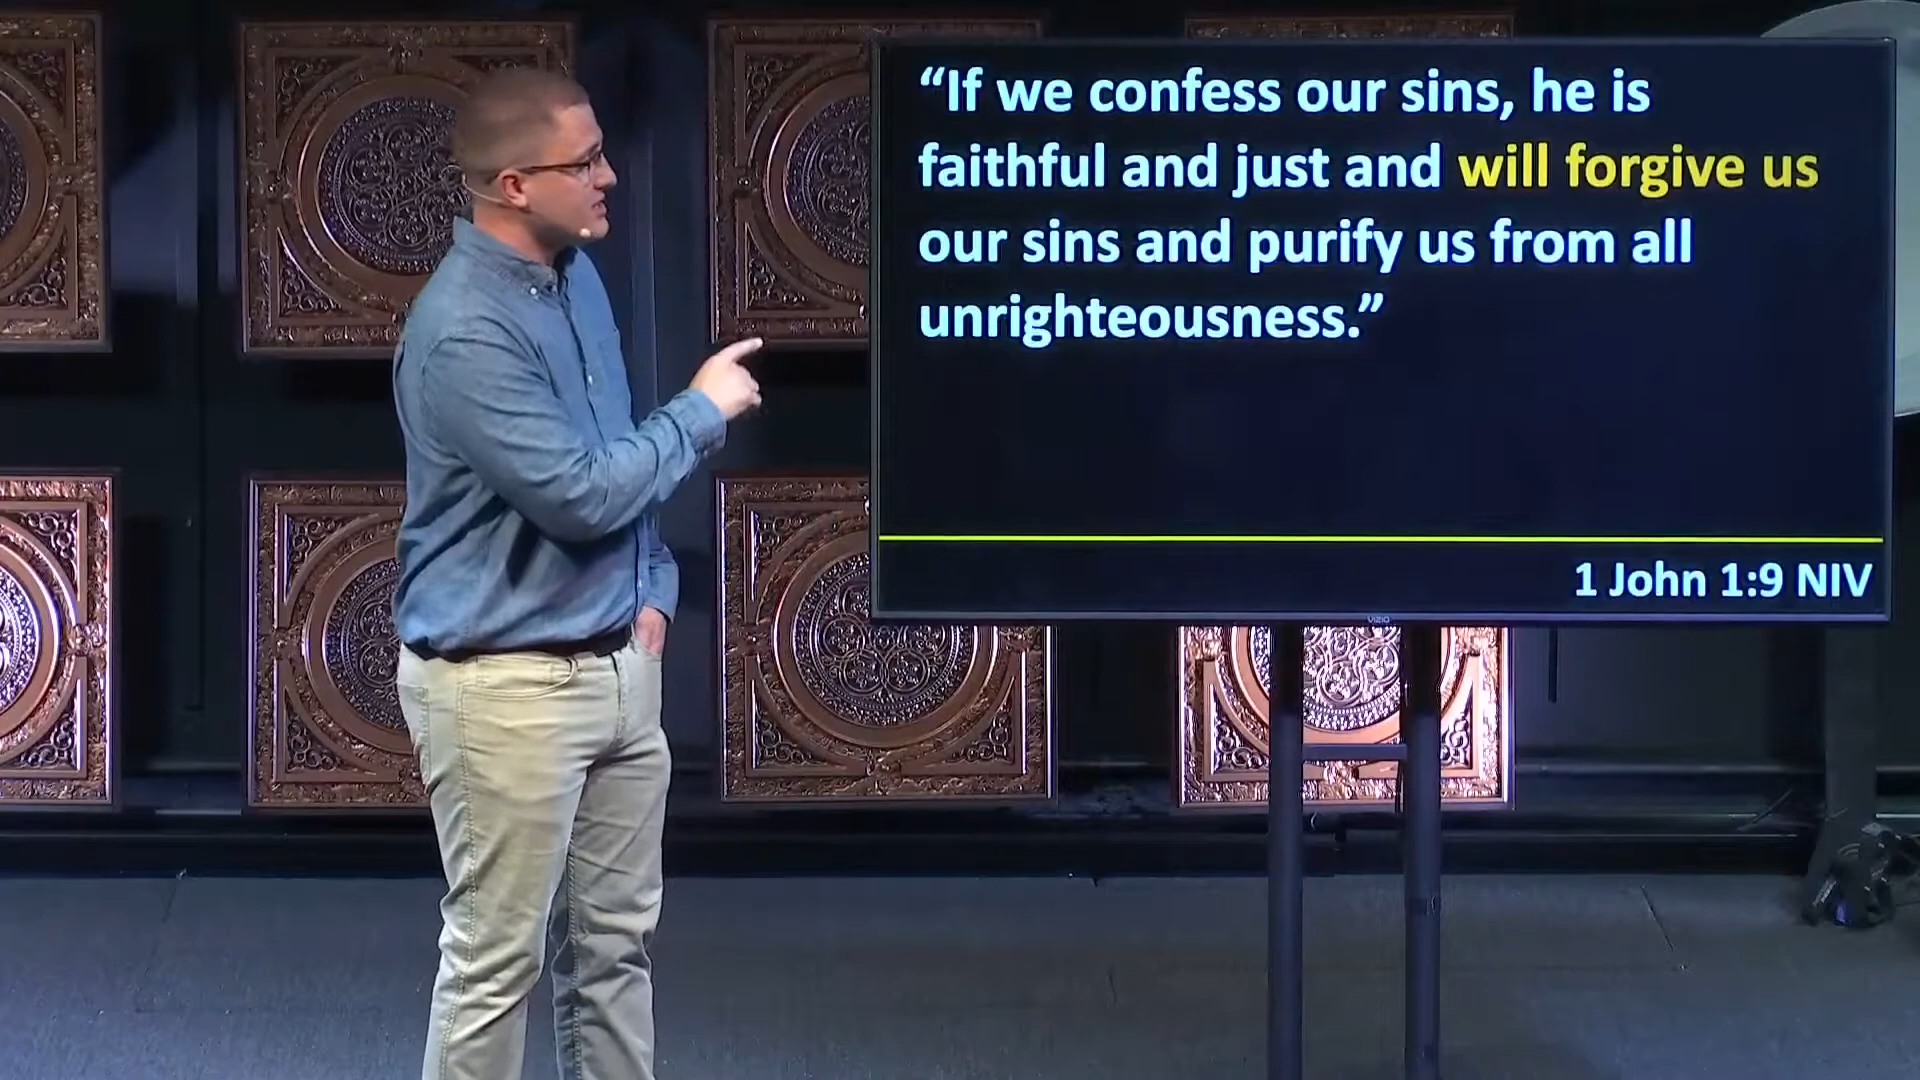 “If we confess our sins, he is
faithful and just and will forgive us
our sins and purify us from all
unrighteousness.”
1 John 1:9 NIV
VIZIO